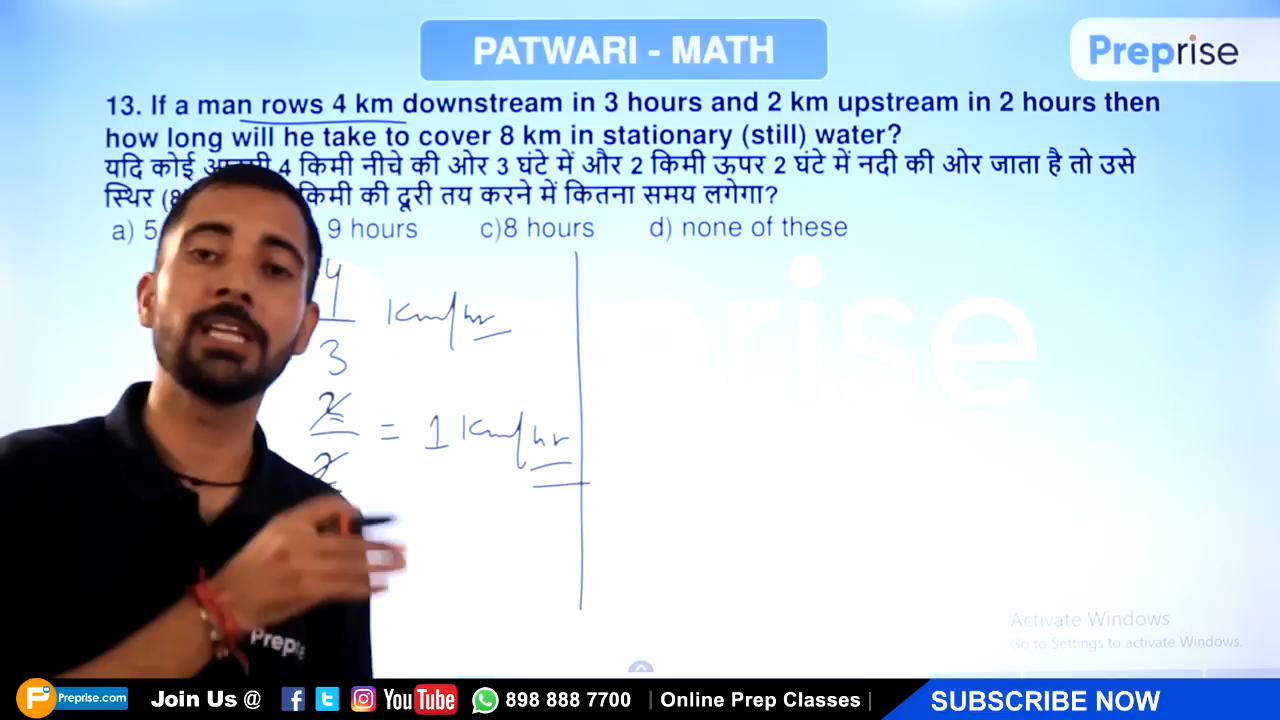 PATWARI - MATH
Preprise
13. If a man rows 4 km downstream in 3 hours and 2 km upstream in 2 hours then
how long will he take to cover 8 km in stationary (still) water?
यदि कोई 4 किमी नीचे की ओर 3 घंटे में और 2 किमी ऊपर 2 घंटे में नदी की ओर जाता है तो उसे
स्थिर किमी की दूरी तय करने में कितना समय लगेगा?
a) 5 9 hours c)8 hours d) none of these
4
Km/hr
3
2
= 1 Km/hr
2
Activate Windows
Go to Settings to activate Windows.
Preprise.com Join Us @ YouTube 898 888 7700 | Online Prep Classes | SUBSCRIBE NOW